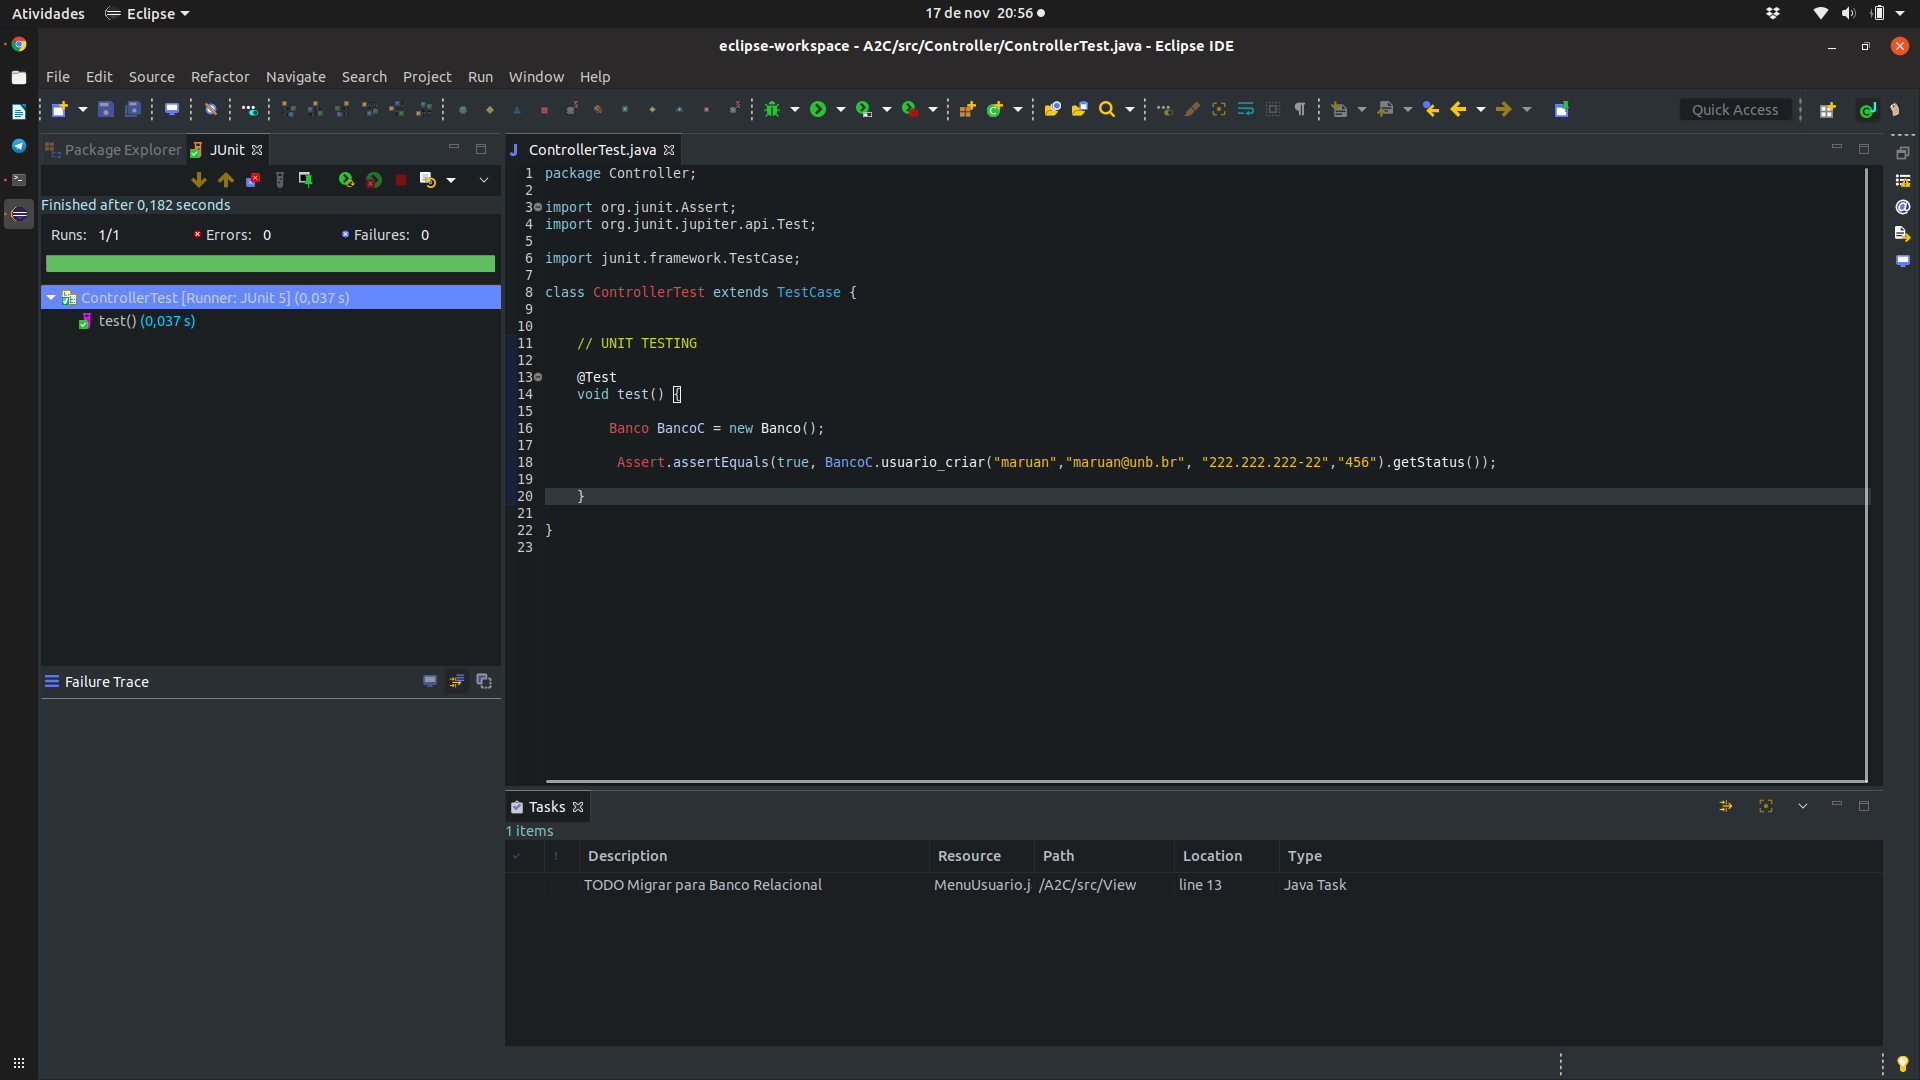 Atividades Eclipse 17 de nov 20:56
eclipse-workspace - A2C/src/Controller/ControllerTest.java - Eclipse IDE
File Edit Source Refactor Navigate Search Project Run Window Help
Quick Access
Package Explorer JUnit
Finished after 0,182 seconds
Runs: 1/1 Errors: 0 Failures: 0
ControllerTest [Runner: JUnit 5] (0,037 s)
test() (0,037 s)
Failure Trace
ControllerTest.java
1 package Controller;
2
3 import org.junit.Assert;
4 import org.junit.jupiter.api.Test;
5
6 import junit.framework.TestCase;
7
8 class ControllerTest extends TestCase {
9
10
11 // UNIT TESTING
12
13 @Test
14 void test() {
15
16 Banco BancoC = new Banco();
17
18 Assert.assertEquals(true, BancoC.usuario_criar("maruan","maruan@unb.br", "222.222.222-22","456").getStatus());
19
20 }
21
22 }
23
Tasks
1 items
! Description Resource Path Location Type
TODO Migrar para Banco Relacional MenuUsuario.j /A2C/src/View line 13 Java Task